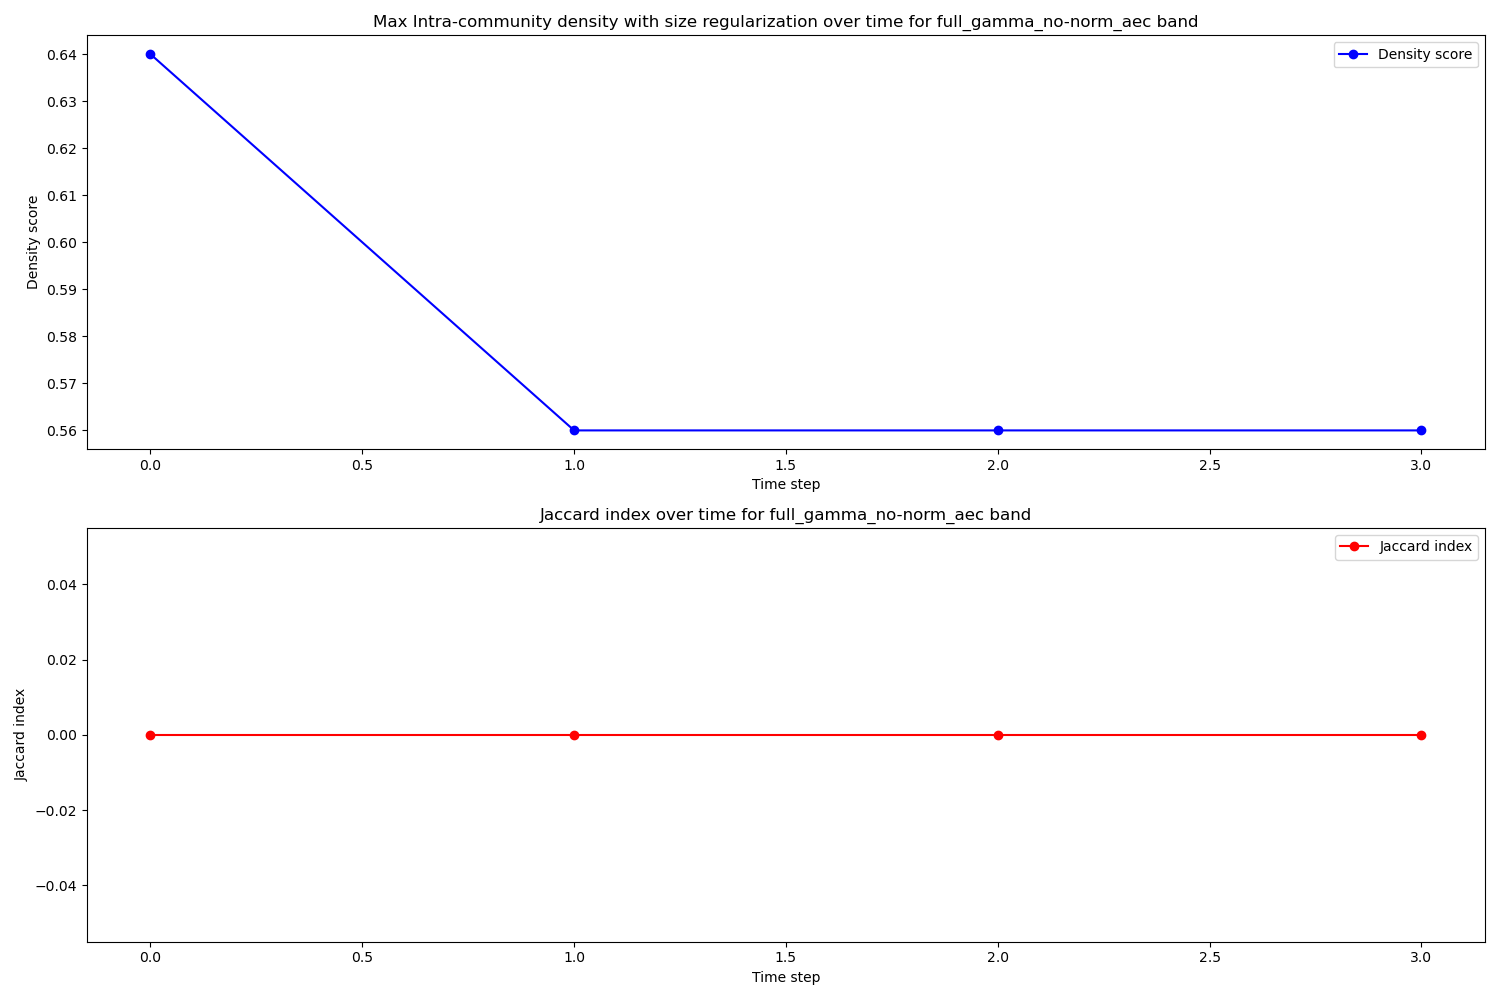 Max Intra-community density with size regularization over time for full_gamma_no-norm_aec band
Density score
0.64
0.63
0.62
0.61
0.60
0.59
0.58
0.57
0.56
Density score
0.0 0.5 1.0 1.5 2.0 2.5 3.0
Time step
Jaccard index over time for full_gamma_no-norm_aec band
Jaccard index
0.04
0.02
0.00
−0.02
−0.04
Jaccard index
0.0 0.5 1.0 1.5 2.0 2.5 3.0
Time step